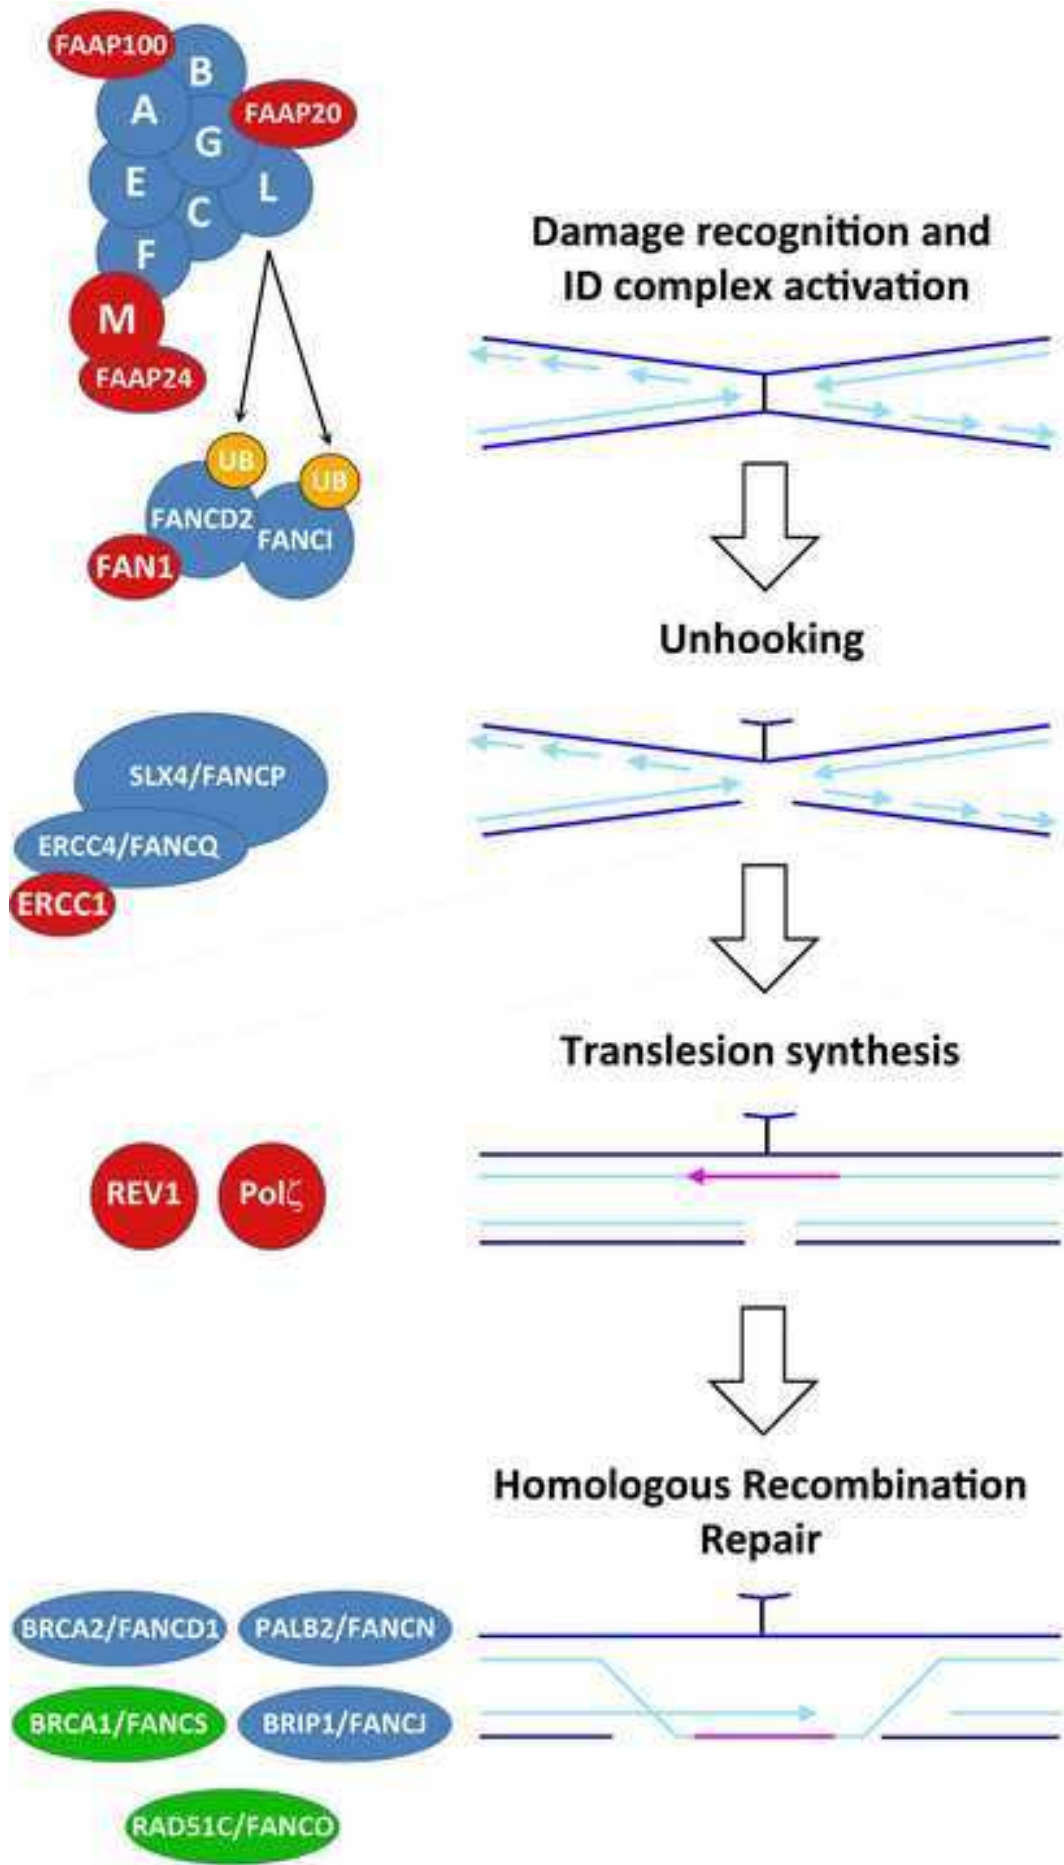 FAAP100
B
A
FAAP20
G
E
L
C
F
M
FAAP24
UB
UB
FANCD2
FANCI
FAN1
Damage recognition and
ID complex activation
Unhooking
SLX4/FANCP
ERCC4/FANCQ
ERCC1
Translesion synthesis
REV1
Polζ
Homologous Recombination
Repair
BRCA2/FANCD1
PALB2/FANCN
BRCA1/FANCS
BRIP1/FANCJ
RAD51C/FANCO